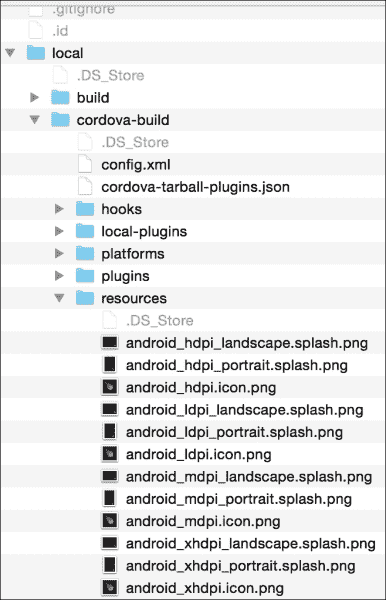 .gitignore
.id
local
.DS_Store
build
cordova-build
.DS_Store
config.xml
cordova-tarball-plugins.json
hooks
local-plugins
platforms
plugins
resources
.DS_Store
android_hdpi_landscape.splash.png
android_hdpi_portrait.splash.png
android_hdpi.icon.png
android_ldpi_landscape.splash.png
android_ldpi_portrait.splash.png
android_ldpi.icon.png
android_mdpi_landscape.splash.png
android_mdpi_portrait.splash.png
android_mdpi.icon.png
android_xhdpi_landscape.splash.png
android_xhdpi_portrait.splash.png
android_xhdpi.icon.png